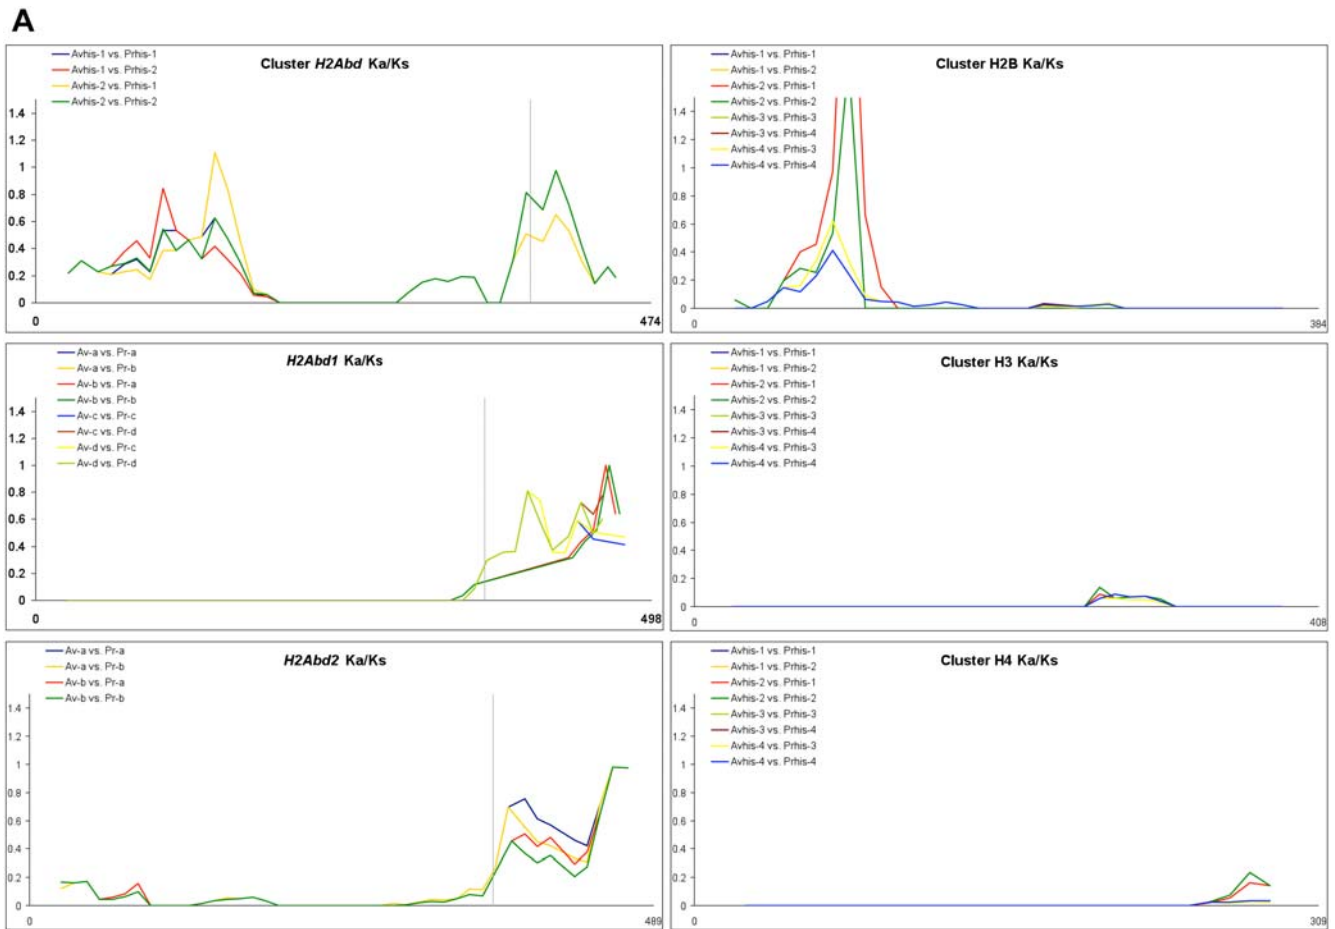 A
Avhis-1 vs. Prhis-1
Avhis-1 vs. Prhis-2
Avhis-2 vs. Prhis-1
Avhis-2 vs. Prhis-2
Cluster H2Abd Ka/Ks
1.4
1.2
1
0.8
0.6
0.4
0.2
0
0
474
Avhis-1 vs. Prhis-1
Avhis-1 vs. Prhis-2
Avhis-2 vs. Prhis-1
Avhis-2 vs. Prhis-2
Avhis-3 vs. Prhis-3
Avhis-3 vs. Prhis-4
Avhis-4 vs. Prhis-3
Avhis-4 vs. Prhis-4
Cluster H2B Ka/Ks
1.4
1.2
1
0.8
0.6
0.4
0.2
0
0
384
Av-a vs. Pr-a
Av-a vs. Pr-b
Av-b vs. Pr-a
Av-b vs. Pr-b
Av-c vs. Pr-c
Av-c vs. Pr-d
Av-d vs. Pr-c
Av-d vs. Pr-d
H2Abd1 Ka/Ks
1.4
1.2
1
0.8
0.6
0.4
0.2
0
0
498
Avhis-1 vs. Prhis-1
Avhis-1 vs. Prhis-2
Avhis-2 vs. Prhis-1
Avhis-2 vs. Prhis-2
Avhis-3 vs. Prhis-3
Avhis-3 vs. Prhis-4
Avhis-4 vs. Prhis-3
Avhis-4 vs. Prhis-4
Cluster H3 Ka/Ks
1.4
1.2
1
0.8
0.6
0.4
0.2
0
0
408
Av-a vs. Pr-a
Av-a vs. Pr-b
Av-b vs. Pr-a
Av-b vs. Pr-b
H2Abd2 Ka/Ks
1.4
1.2
1
0.8
0.6
0.4
0.2
0
0
489
Avhis-1 vs. Prhis-1
Avhis-1 vs. Prhis-2
Avhis-2 vs. Prhis-1
Avhis-2 vs. Prhis-2
Avhis-3 vs. Prhis-3
Avhis-3 vs. Prhis-4
Avhis-4 vs. Prhis-3
Avhis-4 vs. Prhis-4
Cluster H4 Ka/Ks
1.4
1.2
1
0.8
0.6
0.4
0.2
0
0
309